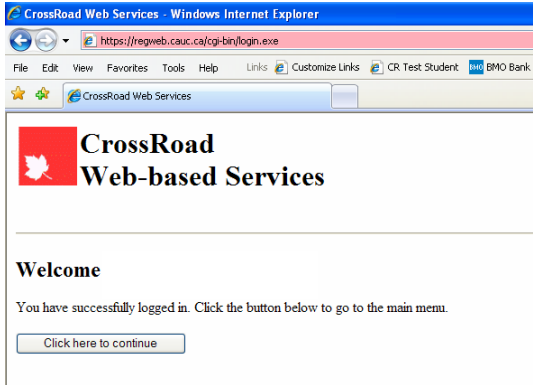 CrossRoad Web Services - Windows Internet Explorer
https://regweb.cauc.ca/cgi-bin/login.exe
File Edit View Favorites Tools Help Links Customize Links CR Test Student BMO BMO Bank
CrossRoad Web Services
CrossRoad
Web-based Services
Welcome
You have successfully logged in. Click the button below to go to the main menu.
Click here to continue